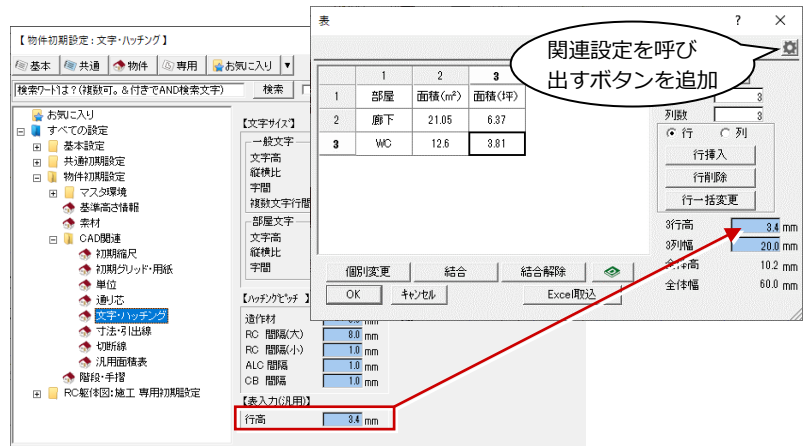 【物件初期設定：文字・ハッチング】
基本 共通 物件 専用 お気に入り ▼
検索ワードは？(複数可。＆付きでAND検索文字) 検索
お気に入り
すべての設定
基本設定
共通初期設定
物件初期設定
マスタ環境
基準高さ情報
素材
CAD関連
初期縮尺
初期グリッド・用紙
単位
通り芯
文字・ハッチング
寸法・引出線
切断線
汎用面積表
階段・手摺
RC躯体図：施工 専用初期設定
【文字サイズ】
一般文字
文字高
縦横比
字間
複数文字行間
部屋文字
文字高
縦横比
字間
【ハッチングピッチ 】
造作材 mm
RC 間隔(大) 8.0 mm
RC 間隔(小) 1.0 mm
ALC 間隔 1.0 mm
CB 間隔 1.0 mm
【表入力(汎用)】
行高 3.4 mm
表 ? ×
関連設定を呼び
出すボタンを追加
1 2 3
1 部屋 面積(m²) 面積(坪)
2 廊下 21.05 6.37
3 WC 12.6 3.81
3
列数 3
行 列
行挿入
行削除
行一括変更
3行高 3.4 mm
3列幅 20.0 mm
全体高 10.2 mm
全体幅 60.0 mm
個別変更 結合 結合解除
OK キャンセル Excel取込